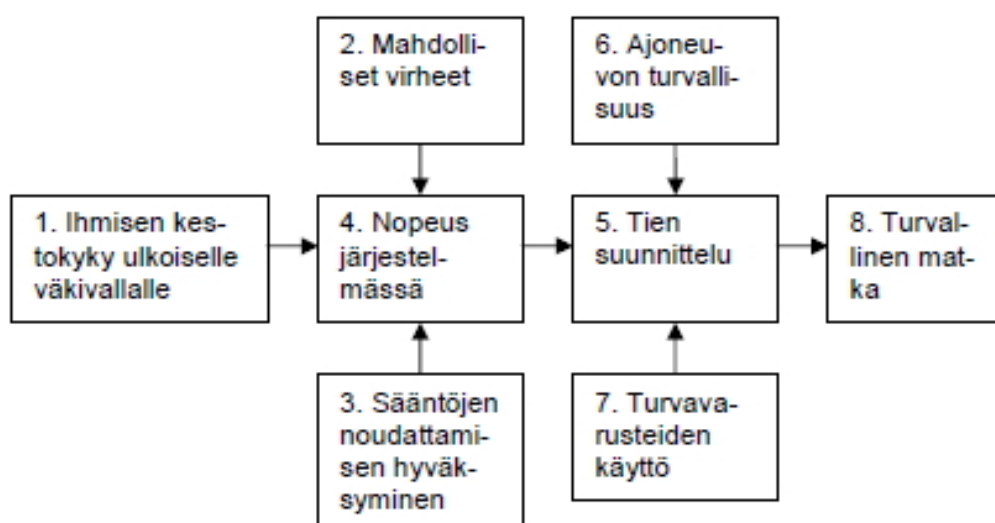 2. Mahdolli-
set virheet
6. Ajoneu-
von turvalli-
suus
1. Ihmisen kes-
tokyky ulkoiselle
väkivallalle
4. Nopeus
järjestel-
mässä
5. Tien
suunnittelu
8. Turval-
linen mat-
ka
3. Sääntöjen
noudattami-
sen hyväk-
syminen
7. Turvava-
rusteiden
käyttö